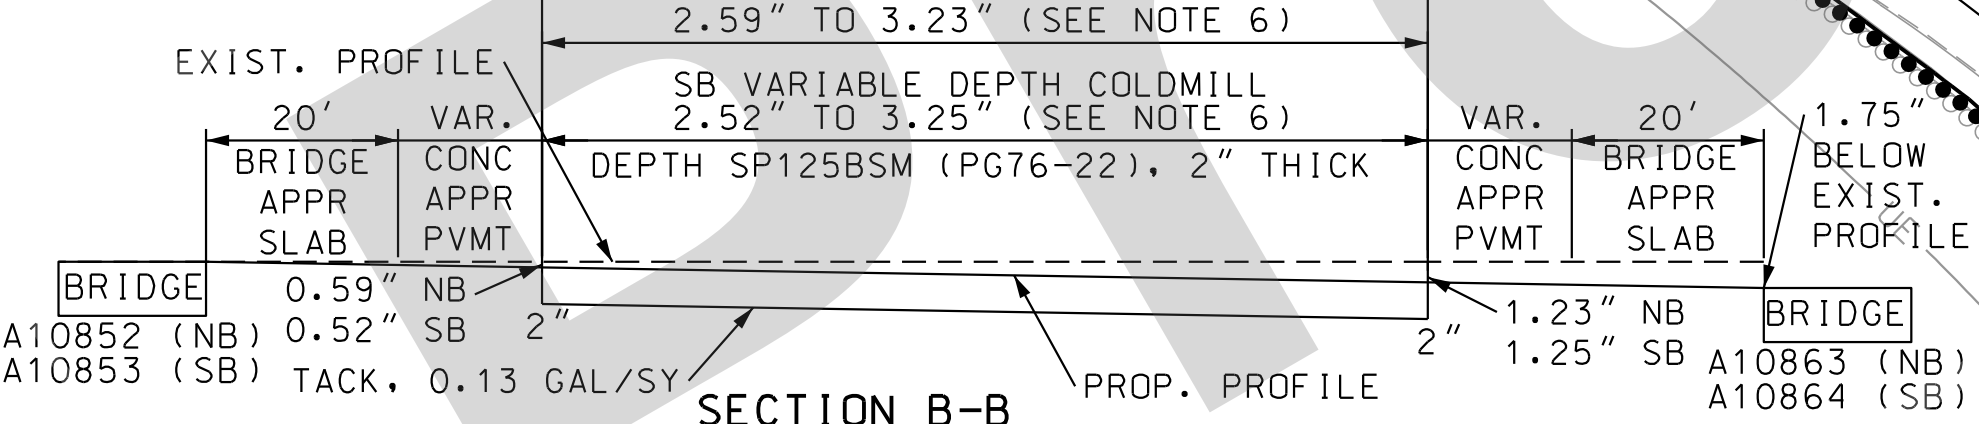 2.59" TO 3.23" (SEE NOTE 6)
EXIST. PROFILE
SB VARIABLE DEPTH COLDMILL
2.52" TO 3.25" (SEE NOTE 6)
20'
VAR.
VAR.
20'
1.75"
BELOW
EXIST.
PROFILE
BRIDGE
APPR
SLAB
CONC
APPR
PVMT
DEPTH SP125BSM (PG76-22), 2" THICK
CONC
APPR
PVMT
BRIDGE
APPR
SLAB
BRIDGE
A10852 (NB)
A10853 (SB)
0.59" NB
0.52" SB
2"
TACK, 0.13 GAL/SY
PROP. PROFILE
2"
1.23" NB
1.25" SB
BRIDGE
A10863 (NB)
A10864 (SB)
SECTION B-B